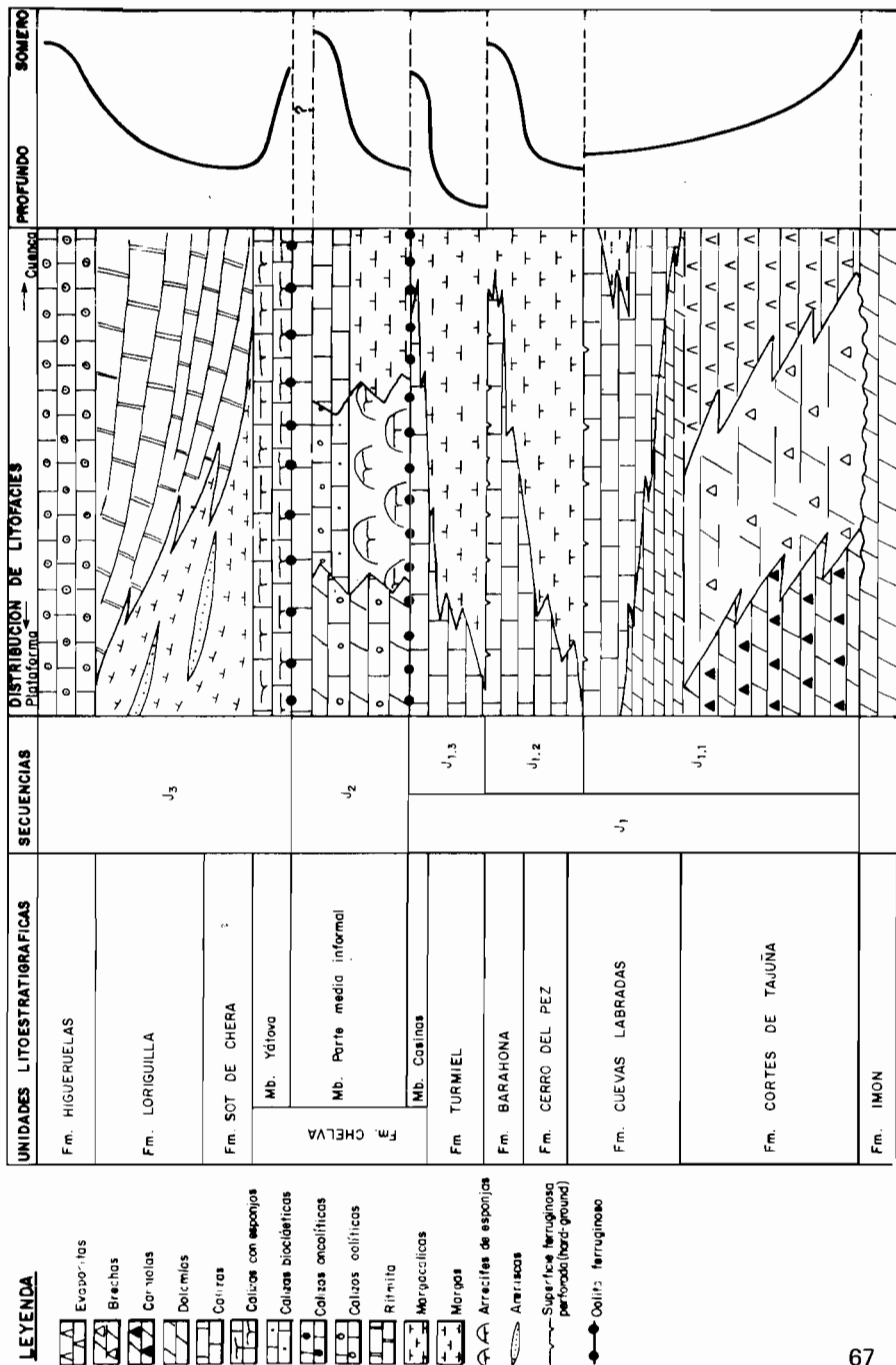 UNIDADES LITOESTRATIGRAFICAS
SECUENCIAS
DISTRIBUCION DE LITOFACIES
Plataforma
Cuenca
PROFUNDO
SOMERO
Fm. HIGUERUELAS
Fm. LORIGUILLA
Fm. SOT DE CHERA
?
Fm. CHELVA
Mb. Yátova
Mb. Parte media informal
Mb. Casinos
Fm. TURMIEL
Fm. BARAHONA
Fm. CERRO DEL PEZ
Fm. CUEVAS LABRADAS
Fm. CORTES DE TAJUÑA
Fm. IMON
J3
J2
J1
J1.3
J1.2
J1.1
?
LEYENDA
Evaporitas
Brechas
Carniolas
Dolomías
Calizas
Calizas con esponjas
Calizas bioclásticas
Calizas oncolíticas
Calizas oolíticas
Ritmita
Margocalizas
Margas
Arrecifes de esponjas
Areniscas
Superficie ferruginosa
perforada (hard-ground)
Oolito ferruginoso
67